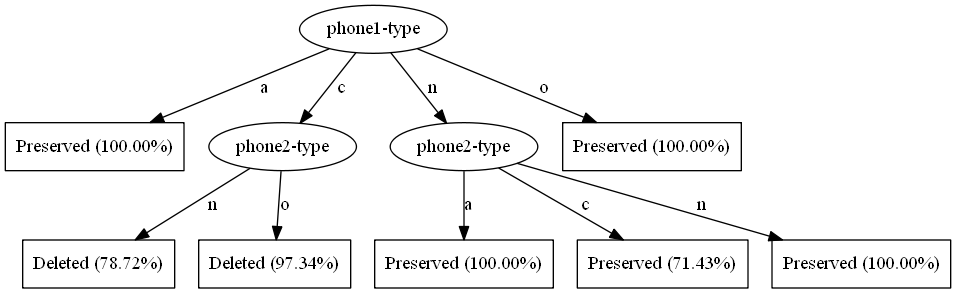 phone1-type
a
c
n
o
Preserved (100.00%)
phone2-type
phone2-type
Preserved (100.00%)
n
o
a
c
n
Deleted (78.72%)
Deleted (97.34%)
Preserved (100.00%)
Preserved (71.43%)
Preserved (100.00%)